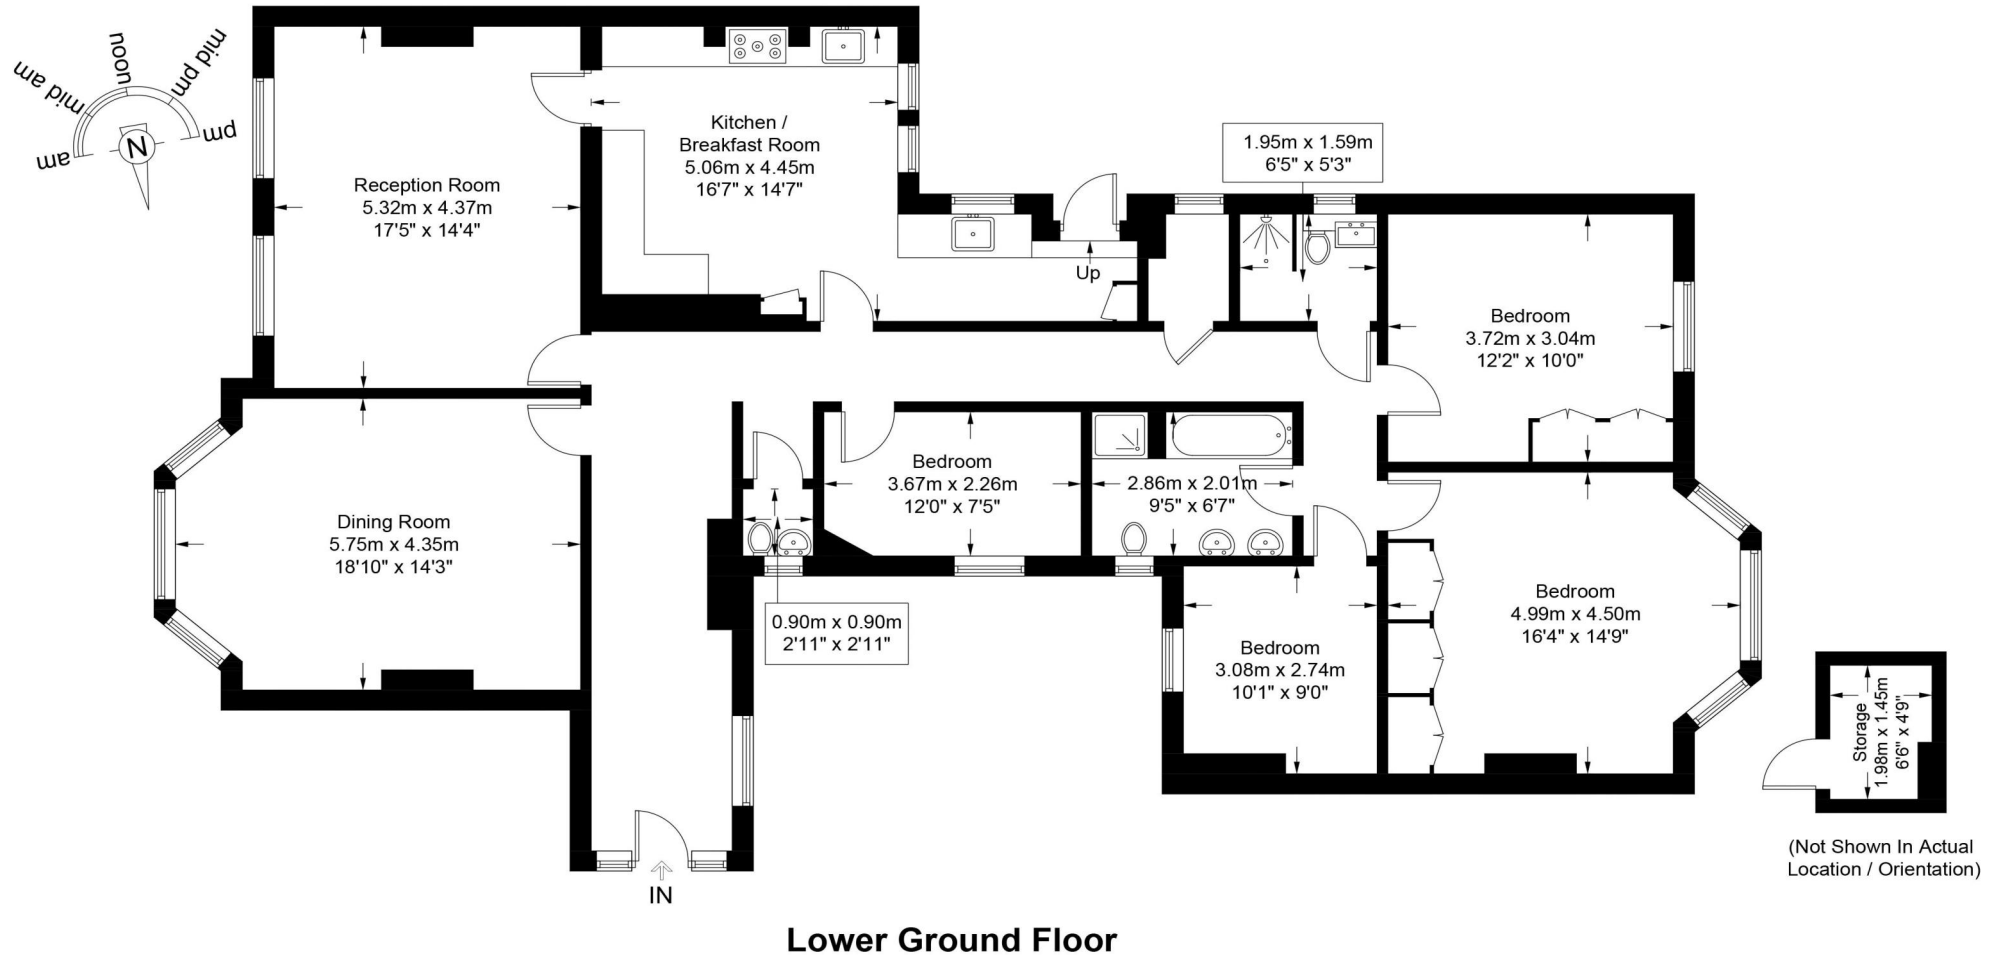 am
mid am
noon
mid pm
pm
N
Reception Room
5.32m x 4.37m
17'5" x 14'4"
Kitchen /
Breakfast Room
5.06m x 4.45m
16'7" x 14'7"
Up
1.95m x 1.59m
6'5" x 5'3"
Bedroom
3.72m x 3.04m
12'2" x 10'0"
Dining Room
5.75m x 4.35m
18'10" x 14'3"
Bedroom
3.67m x 2.26m
12'0" x 7'5"
2.86m x 2.01m
9'5" x 6'7"
0.90m x 0.90m
2'11" x 2'11"
Bedroom
3.08m x 2.74m
10'1" x 9'0"
Bedroom
4.99m x 4.50m
16'4" x 14'9"
Storage
1.98m x 1.45m
6'6" x 4'9"
(Not Shown In Actual
Location / Orientation)
IN
Lower Ground Floor